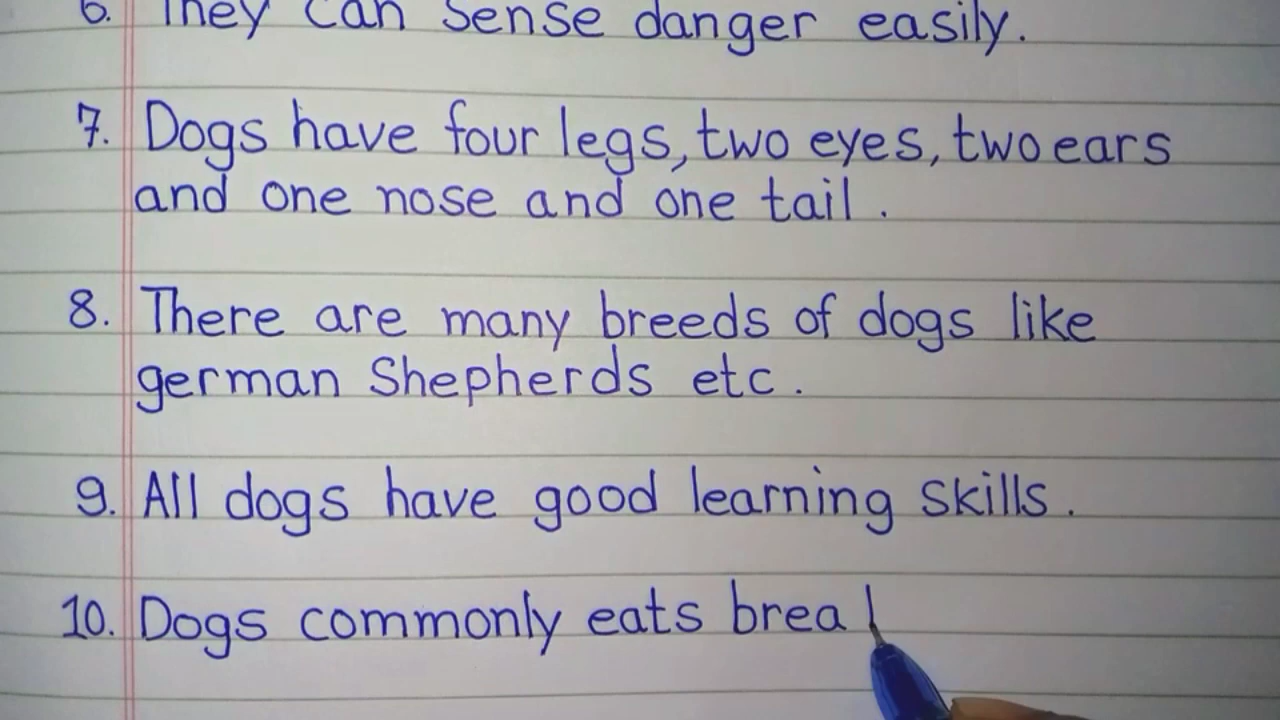 6. They can sense danger easily.
7. Dogs have four legs, two eyes, two ears
and one nose and one tail.
8. There are many breeds of dogs like
german Shepherds etc.
9. All dogs have good learning skills.
10. Dogs commonly eats brea